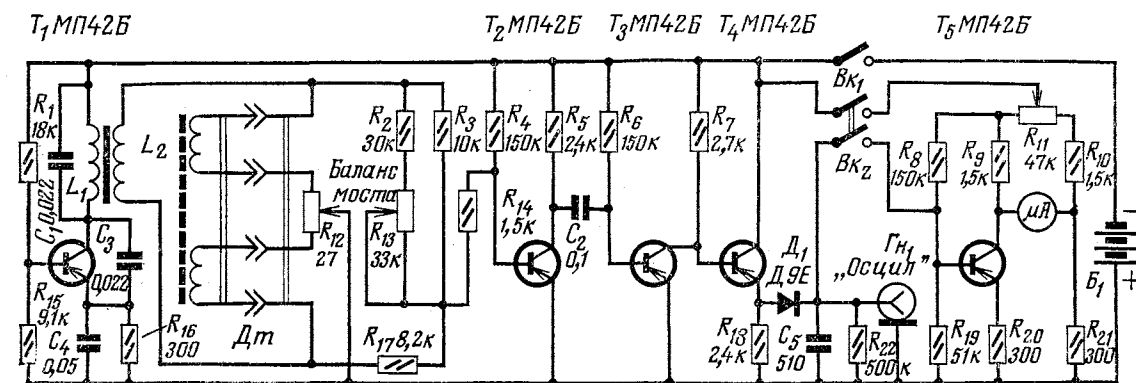 T₁ МП42Б
T₂ МП42Б
T₃ МП42Б
T₄ МП42Б
T₅ МП42Б
R₁
18к
C₁ 0,022
L₁
L₂
C₃
0,022
R₁₅
9,1к
C₄
0,05
R₁₆
300
Дт
R₂
30к
R₃
10к
Баланс
моста
R₁₂
27
R₁₃
33к
R₁₇ 8,2к
R₄
150к
R₁₄
1,5к
R₅
2,4к
C₂
0,1
R₆
150к
R₇
2,7к
Вк₁
Вк₂
Д₁
Д9Е
Гн₁
„Осцил"
R₁₈
2,4к
C₅
510
R₂₂
500к
R₈
150к
R₉
1,5к
R₁₁
47к
R₁₀
1,5к
μА
R₁₉
51к
R₂₀
300
R₂₁
300
−
Б₁
+